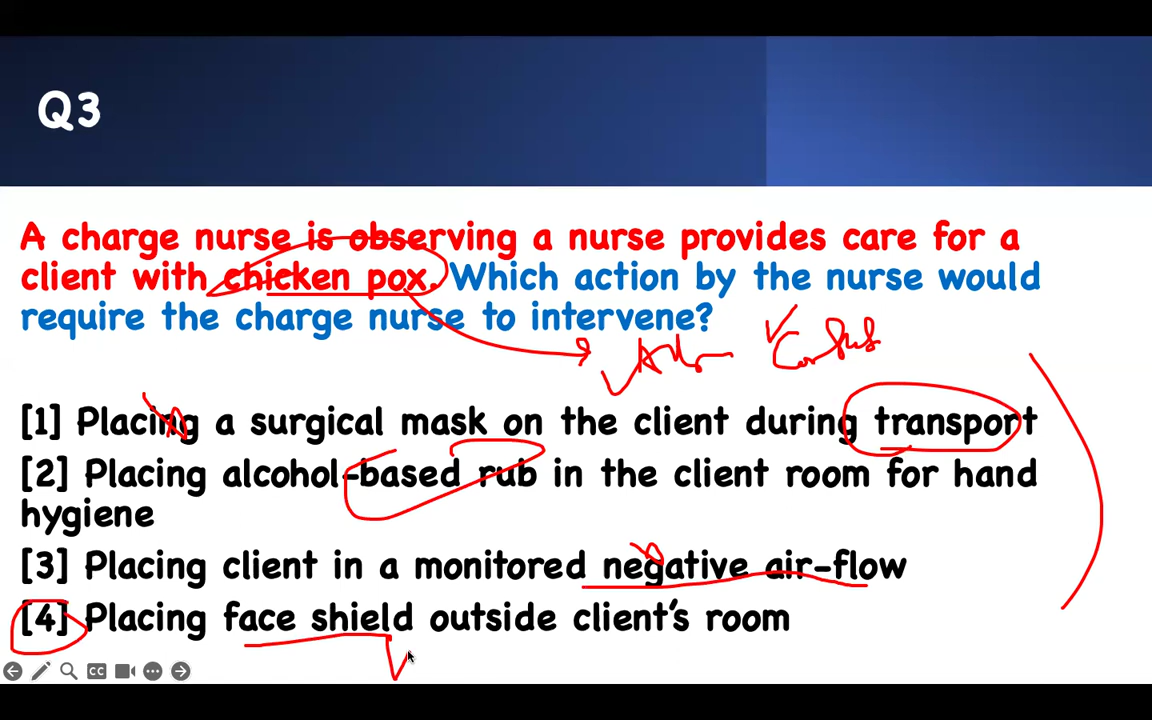 Q3
A charge nurse is observing a nurse provides care for a
client with chicken pox. Which action by the nurse would
require the charge nurse to intervene?
[1] Placing a surgical mask on the client during transport
[2] Placing alcohol-based rub in the client room for hand
hygiene
[3] Placing client in a monitored negative air-flow
[4] Placing face shield outside client's room
CC